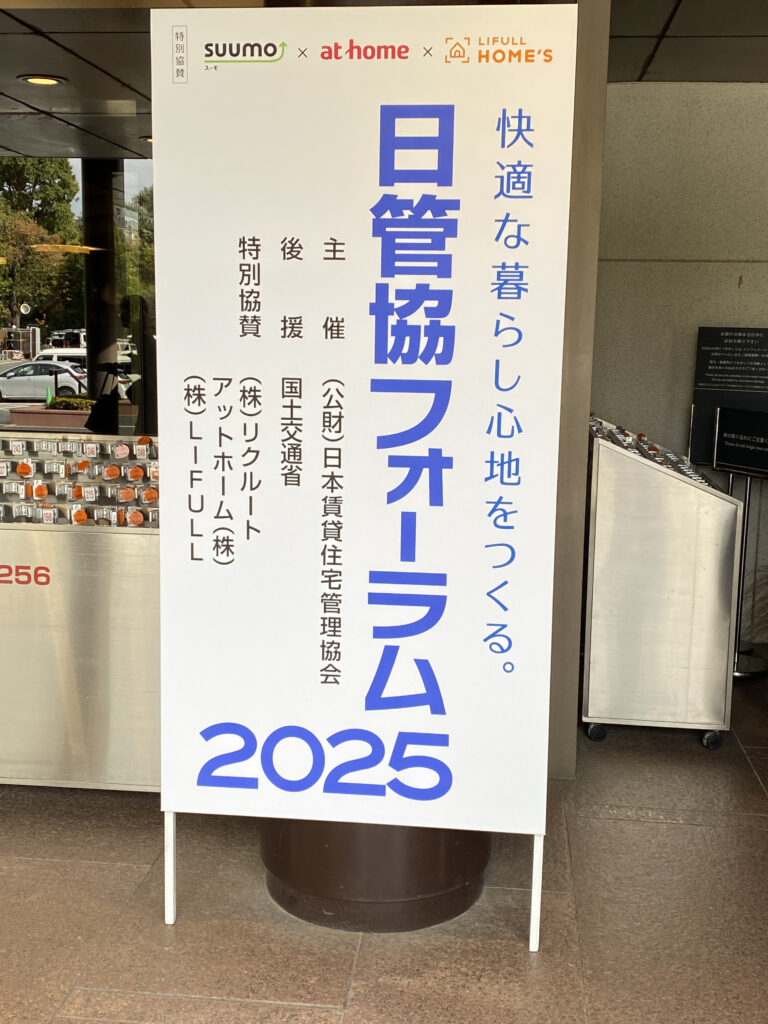 特別協賛
suumo
スーモ
×
at home
×
LIFULL
HOME'S
快適な暮らし心地をつくる。
日管協フォーラム
2025
主催 (公財)日本賃貸住宅管理協会
後援 国土交通省
特別協賛 (株)リクルート
アットホーム(株)
(株)LIFULL
256